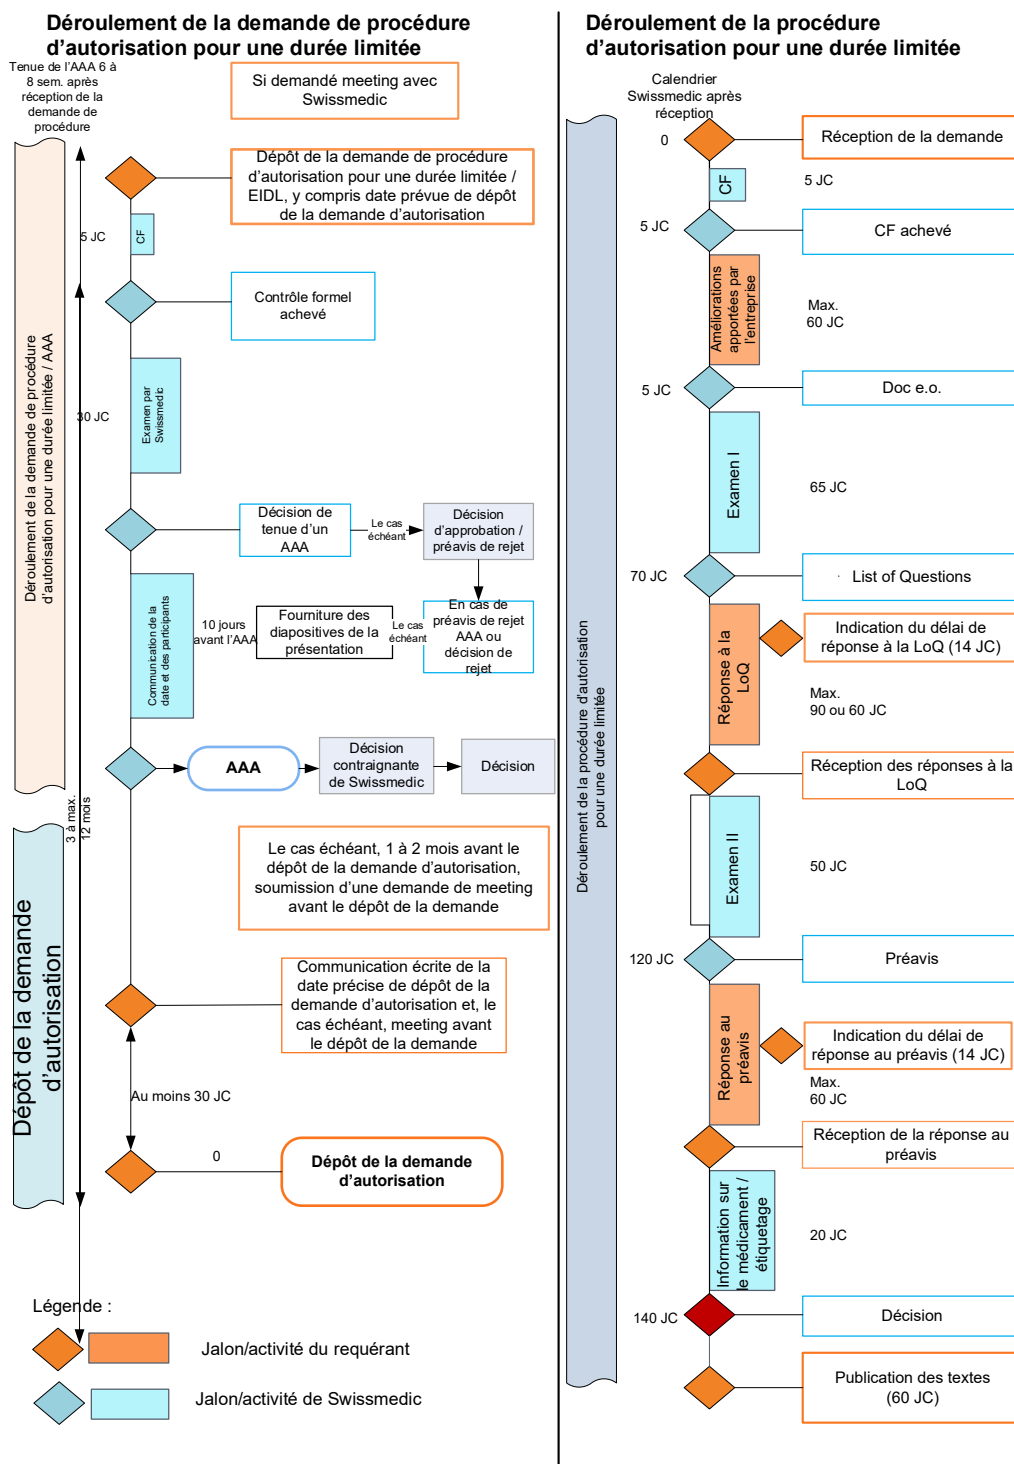 Déroulement de la demande de procédure
d'autorisation pour une durée limitée
Tenue de l'AAA 6 à
8 sem. après
réception de la
demande de
procédure
Si demandé meeting avec
Swissmedic
Dépôt de la demande de procédure
d'autorisation pour une durée limitée /
EIDL, y compris date prévue de dépôt
de la demande d'autorisation
5 JC
CF
Contrôle formel
achevé
Déroulement de la demande de procédure
d'autorisation pour une durée limitée / AAA
30 JC
Examen par
Swissmedic
Décision de
tenue d'un
AAA
Le cas
échéant
Décision
d'approbation /
préavis de rejet
Communication de la
date et des participants
10 jours
avant l'AAA
Fourniture des
diapositives de la
présentation
Le cas
échéant
En cas de
préavis de rejet
AAA ou
décision de
rejet
AAA
Décision
contraignante
de Swissmedic
Décision
3 à max.
12 mois
Dépôt de la demande
d'autorisation
Le cas échéant, 1 à 2 mois avant le
dépôt de la demande d'autorisation,
soumission d'une demande de meeting
avant le dépôt de la demande
Communication écrite de la
date précise de dépôt de la
demande d'autorisation et, le
cas échéant, meeting avant
le dépôt de la demande
Au moins 30 JC
0
Dépôt de la demande
d'autorisation
Légende :
Jalon/activité du requérant
Jalon/activité de Swissmedic
Déroulement de la procédure
d'autorisation pour une durée limitée
Calendrier
Swissmedic après
réception
Déroulement de la procédure d'autorisation
pour une durée limitée
0
Réception de la demande
CF
5 JC
5 JC
CF achevé
Améliorations
apportées par
l'entreprise
Max.
60 JC
5 JC
Doc e.o.
Examen I
65 JC
70 JC
List of Questions
Réponse à la
LoQ
Indication du délai de
réponse à la LoQ (14 JC)
Max.
90 ou 60 JC
Réception des réponses à la
LoQ
Examen II
50 JC
120 JC
Préavis
Réponse au
préavis
Indication du délai de
réponse au préavis (14 JC)
Max.
60 JC
Réception de la réponse au
préavis
Information sur
le médicament /
étiquetage
20 JC
140 JC
Décision
Publication des textes
(60 JC)